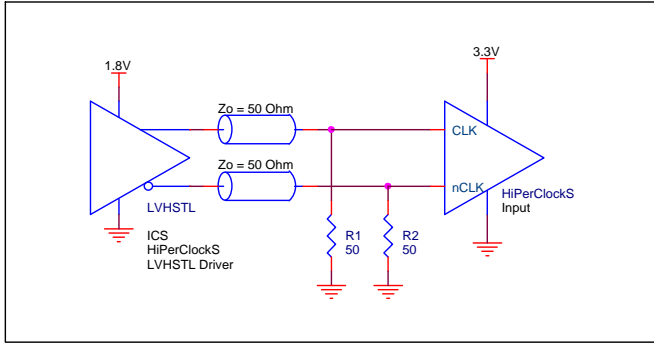 1.8V
3.3V
Zo = 50 Ohm
CLK
Zo = 50 Ohm
nCLK
LVHSTL
HiPerClockS
Input
ICS
HiPerClockS
LVHSTL Driver
R1
50
R2
50